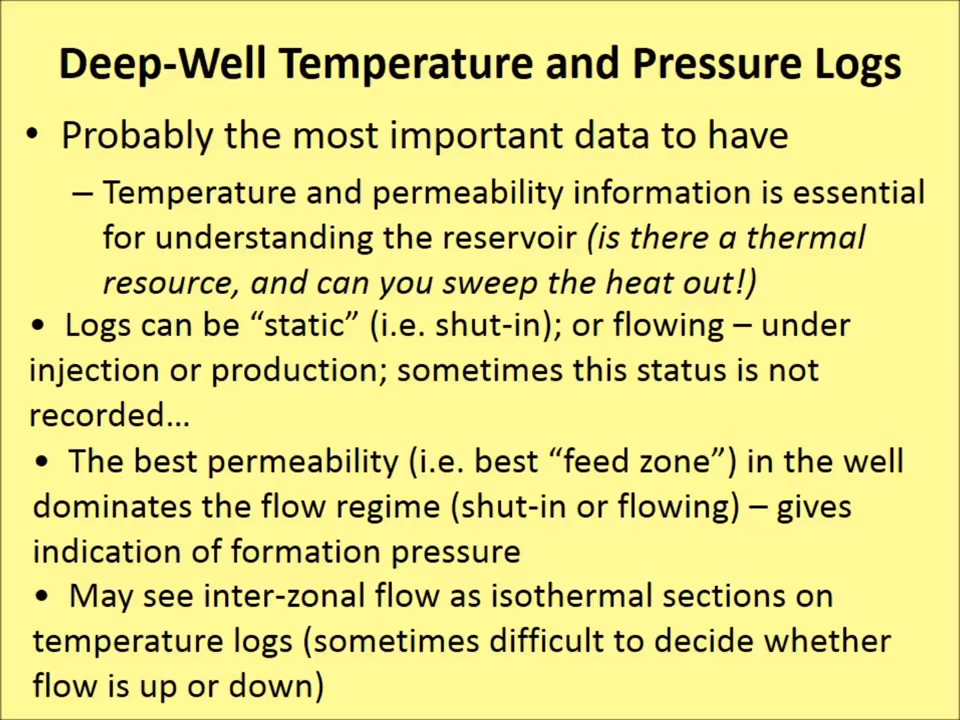 Deep-Well Temperature and Pressure Logs
• Probably the most important data to have
– Temperature and permeability information is essential
for understanding the reservoir (is there a thermal
resource, and can you sweep the heat out!)
• Logs can be “static” (i.e. shut-in); or flowing – under
injection or production; sometimes this status is not
recorded…
• The best permeability (i.e. best “feed zone”) in the well
dominates the flow regime (shut-in or flowing) – gives
indication of formation pressure
• May see inter-zonal flow as isothermal sections on
temperature logs (sometimes difficult to decide whether
flow is up or down)